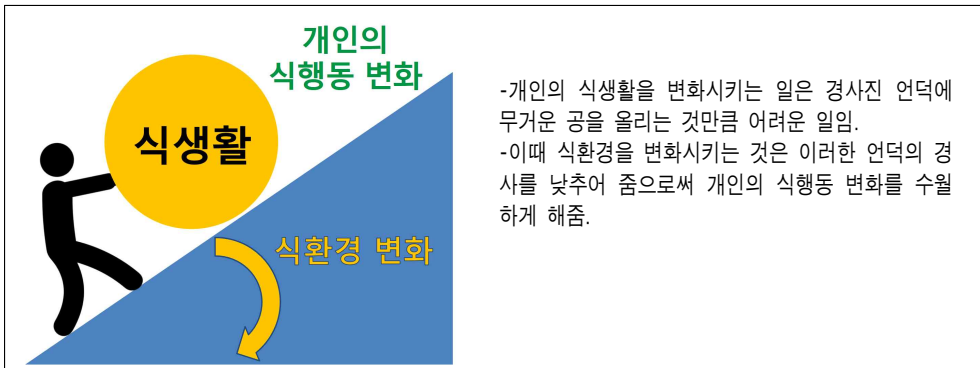 개인의
식행동 변화
식생활
식환경 변화
-개인의 식생활을 변화시키는 일은 경사진 언덕에
무거운 공을 올리는 것만큼 어려운 일임.
-이때 식환경을 변화시키는 것은 이러한 언덕의 경
사를 낮추어 줌으로써 개인의 식행동 변화를 수월
하게 해줌.